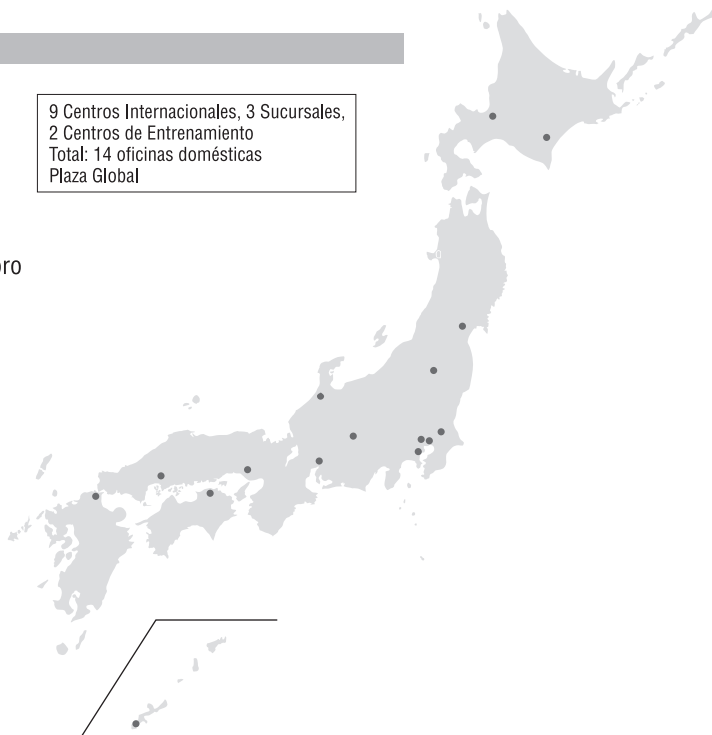 9 Centros Internacionales, 3 Sucursales,
2 Centros de Entrenamiento
Total: 14 oficinas domésticas
Plaza Global